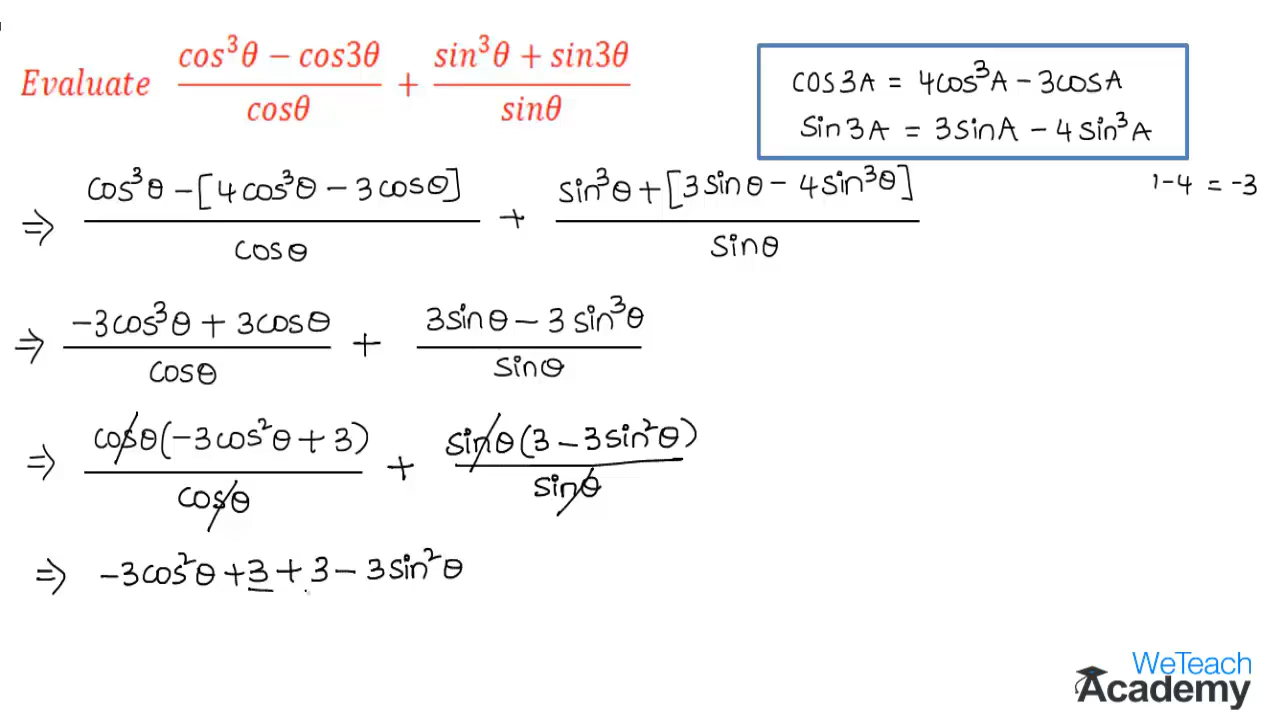 Evaluate (cos³θ − cos3θ)/cosθ + (sin³θ + sin3θ)/sinθ
cos3A = 4cos³A − 3cosA
sin3A = 3sinA − 4sin³A
⇒ (cos³θ − [4cos³θ − 3cosθ])/cosθ + (sin³θ + [3sinθ − 4sin³θ])/sinθ
1−4 = −3
⇒ (−3cos³θ + 3cosθ)/cosθ + (3sinθ − 3sin³θ)/sinθ
⇒ (cosθ(−3cos²θ + 3))/cosθ + (sinθ(3 − 3sin²θ))/sinθ
⇒ −3cos²θ + 3 + 3 − 3sin²θ
WeTeach
Academy